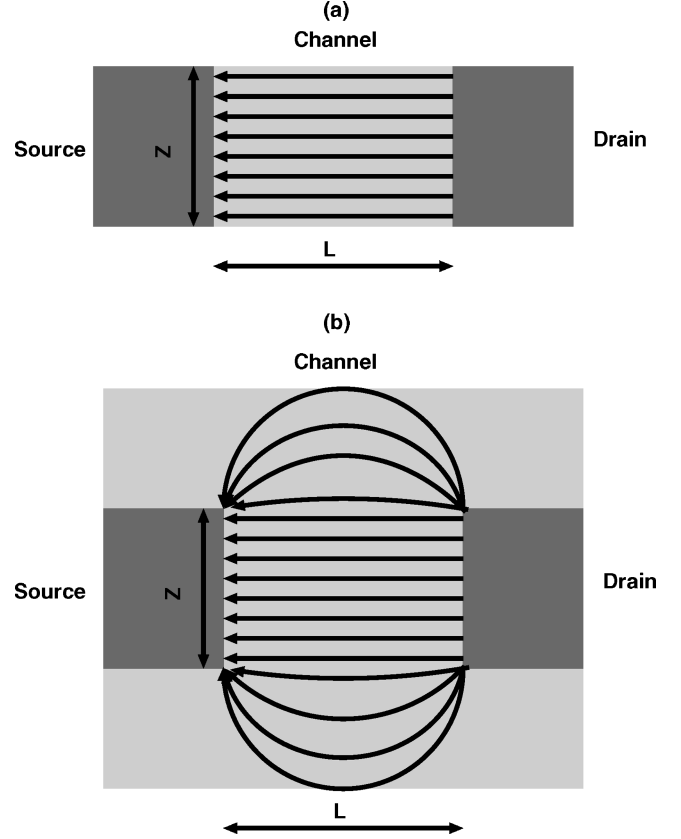 (a)
Channel
Source
Z
Drain
L
(b)
Channel
Source
Z
Drain
L